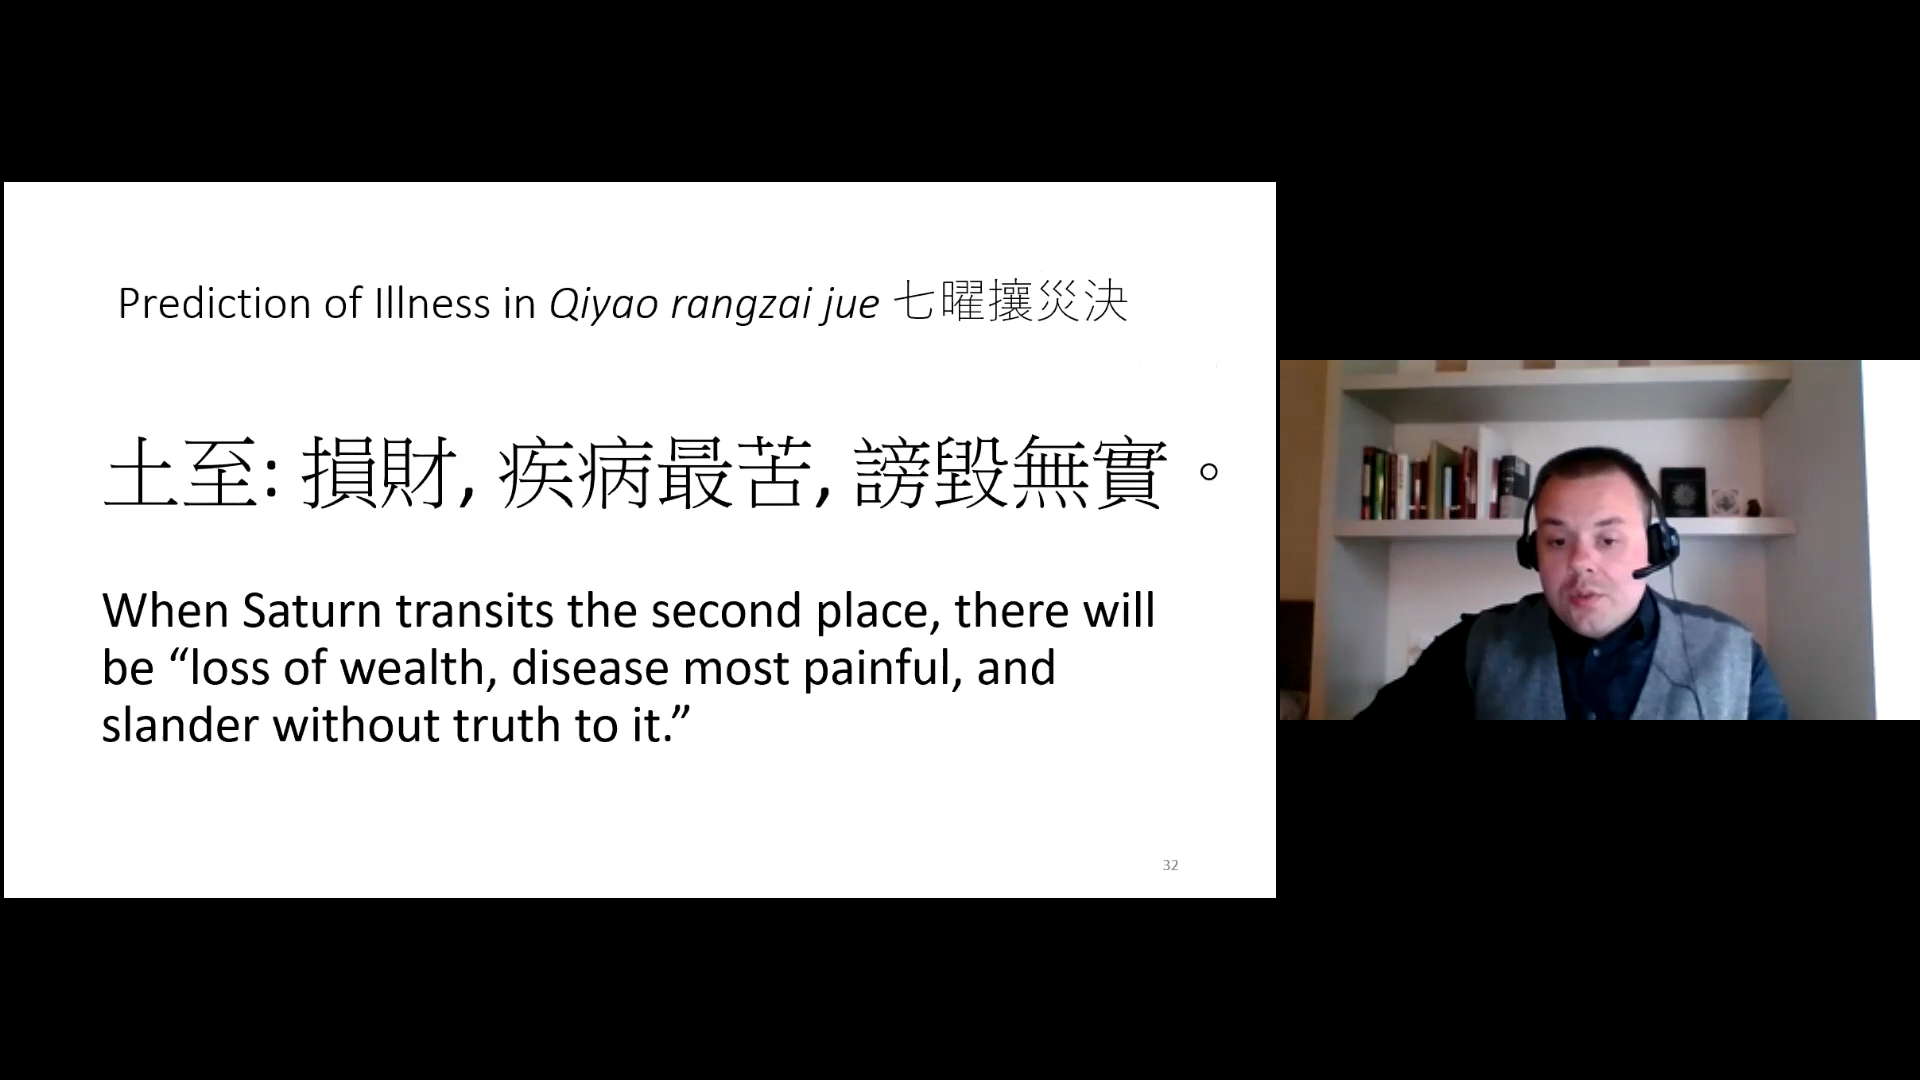 Prediction of Illness in Qiyao rangzai jue 七曜攘災決
土至: 損財, 疾病最苦, 謗毀無實。
When Saturn transits the second place, there will
be “loss of wealth, disease most painful, and
slander without truth to it.”
32